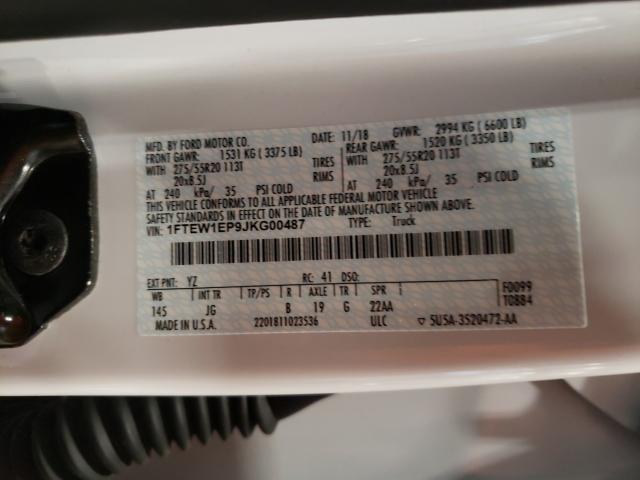 MFD. BY FORD MOTOR CO. DATE: 11/18 GVWR: 2994 KG ( 6600 LB)
FRONT GAWR: 1531 KG ( 3375 LB) REAR GAWR: 1520 KG ( 3350 LB)
WITH 275/55R20 113T TIRES WITH 275/55R20 113T TIRES
20x8.5J RIMS 20x8.5J RIMS
AT 240 kPa/ 35 PSI COLD AT 240 kPa/ 35 PSI COLD
THIS VEHICLE CONFORMS TO ALL APPLICABLE FEDERAL MOTOR VEHICLE
SAFETY STANDARDS IN EFFECT ON THE DATE OF MANUFACTURE SHOWN ABOVE.
VIN: 1FTEW1EP9JKG00487 TYPE: Truck
EXT PNT: YZ RC: 41 DSO:
WB INT TR TP/PS R AXLE TR SPR F0099
145 JG B 19 G 22AA T0884
MADE IN U.S.A. 2201811023536 ULC ▽ 5U5A-3520472-AA